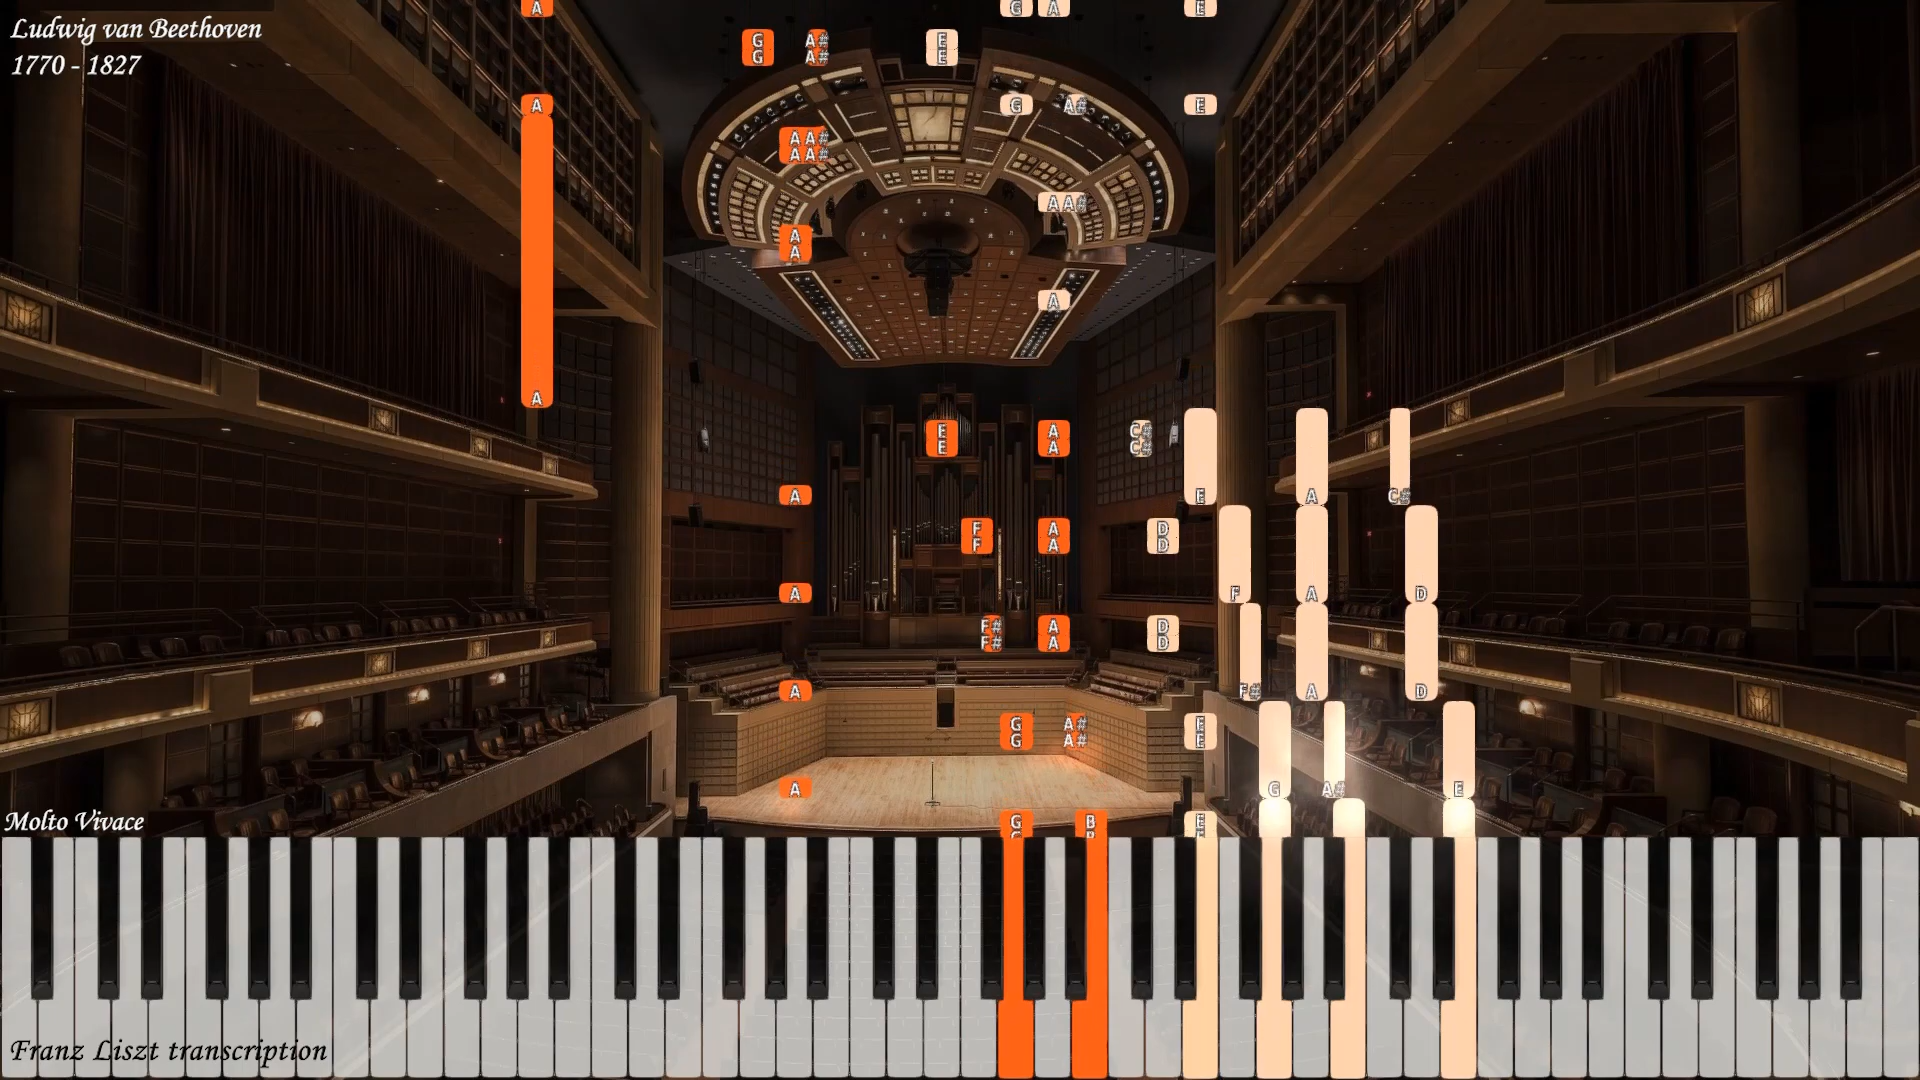 Ludwig van Beethoven
1770 - 1827
A G A E
G A# E
G A# E
A G A# E
A A#
A A#
A A#
A
A
A
A
E A C#
E A C#
A E A C#
F A D
F A D
A F A D
F# A D
F# A D
A F# A D
G A# E
G A# E
A G A# E
Molto Vivace
G B E
Franz Liszt transcription